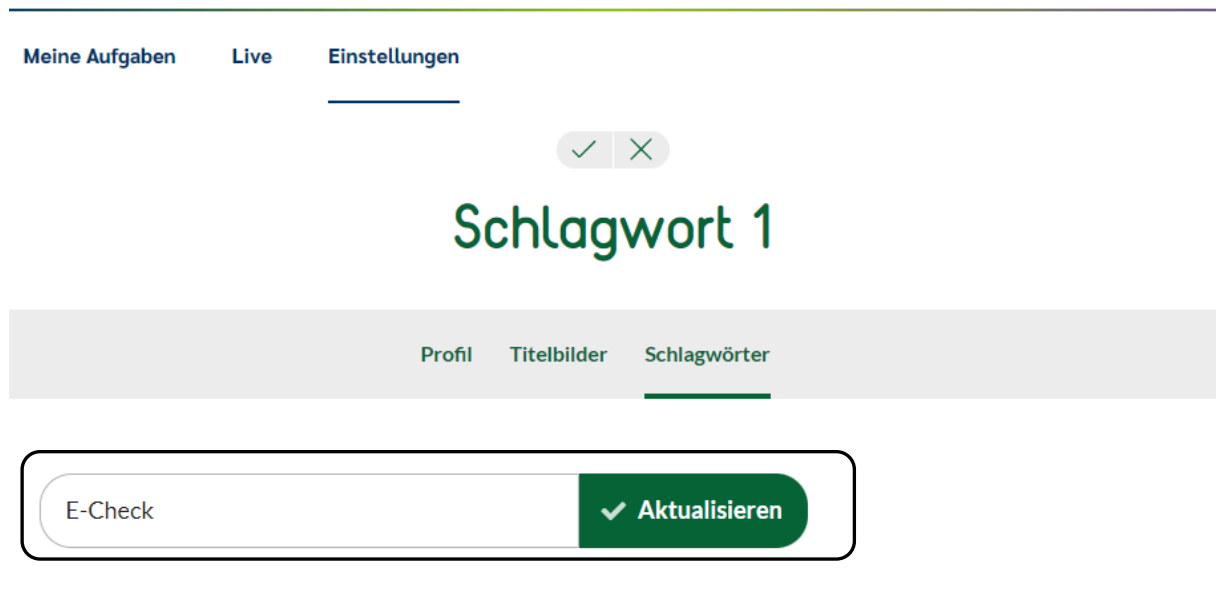 Meine Aufgaben Live Einstellungen
Schlagwort 1
Profil Titelbilder Schlagwörter
E-Check Aktualisieren